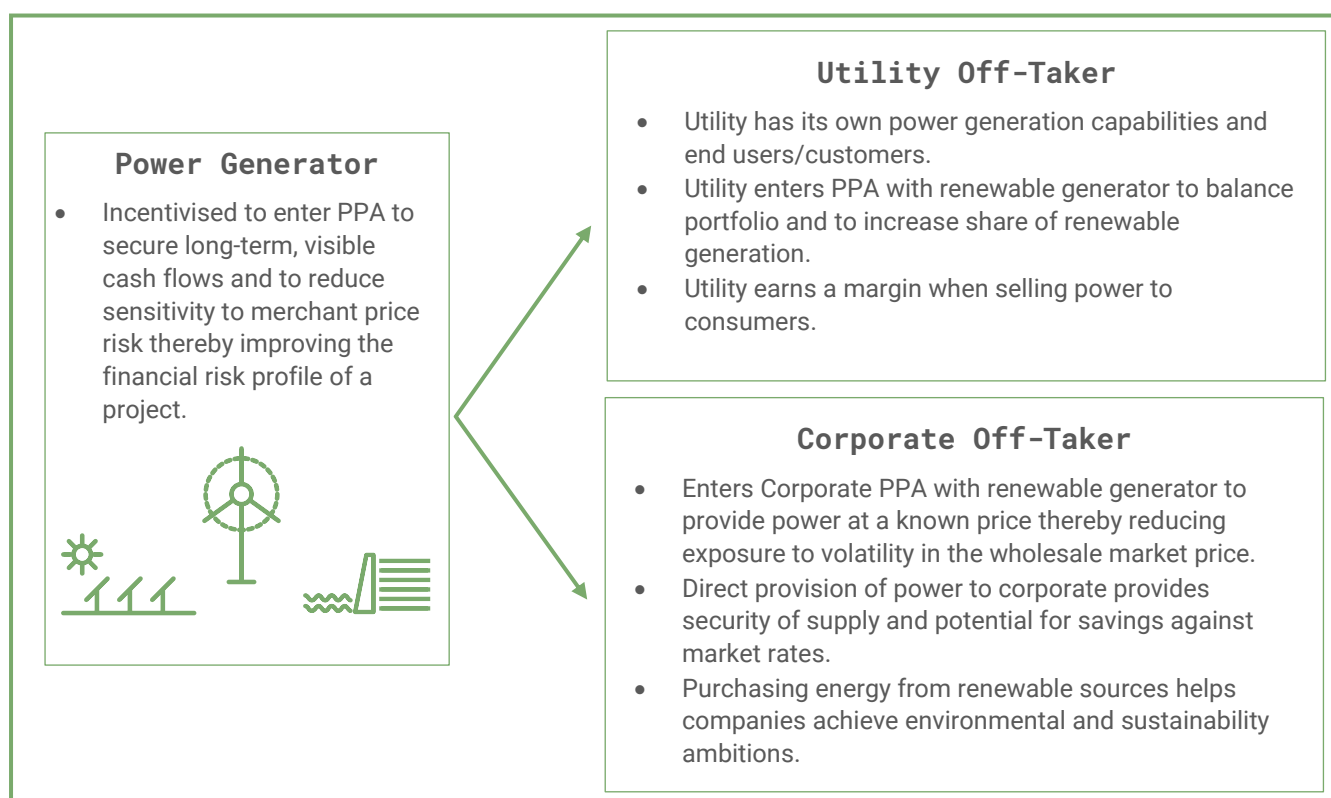 Power Generator
• Incentivised to enter PPA to
secure long-term, visible
cash flows and to reduce
sensitivity to merchant price
risk thereby improving the
financial risk profile of a
project.
Utility Off-Taker
• Utility has its own power generation capabilities and
end users/customers.
• Utility enters PPA with renewable generator to balance
portfolio and to increase share of renewable
generation.
• Utility earns a margin when selling power to
consumers.
Corporate Off-Taker
• Enters Corporate PPA with renewable generator to
provide power at a known price thereby reducing
exposure to volatility in the wholesale market price.
• Direct provision of power to corporate provides
security of supply and potential for savings against
market rates.
• Purchasing energy from renewable sources helps
companies achieve environmental and sustainability
ambitions.